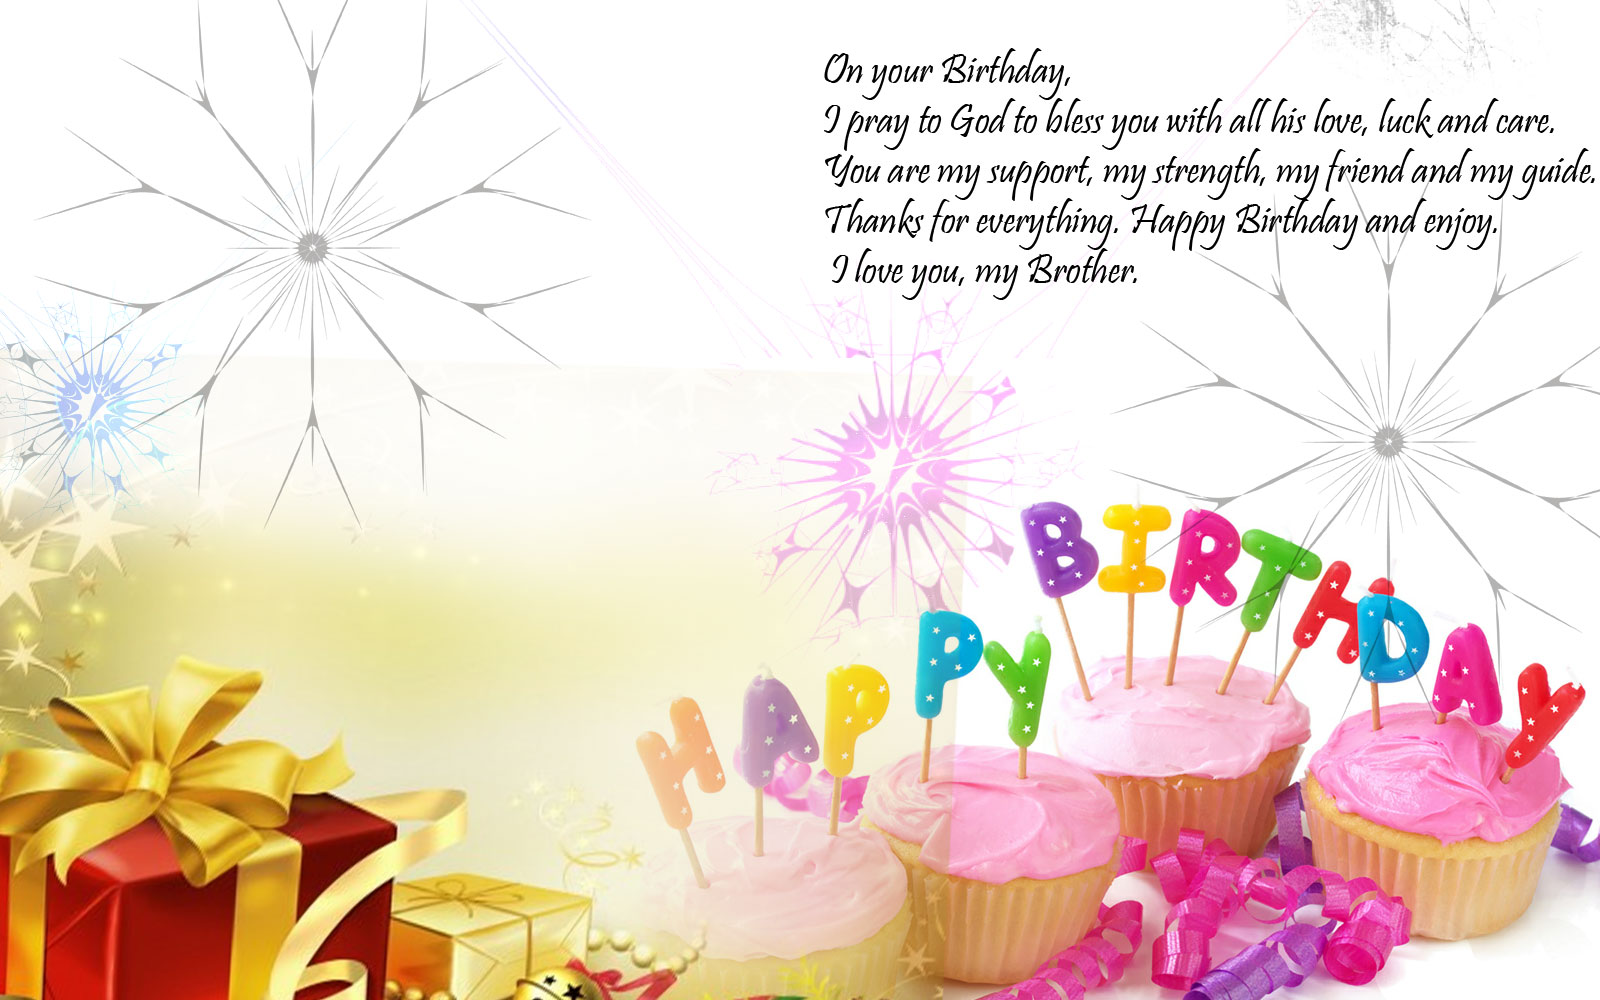 On your Birthday,
I pray to God to bless you with all his love, luck and care.
You are my support, my strength, my friend and my guide.
Thanks for everything. Happy Birthday and enjoy.
I love you, my Brother.
BIRTHDAY
HAPPY